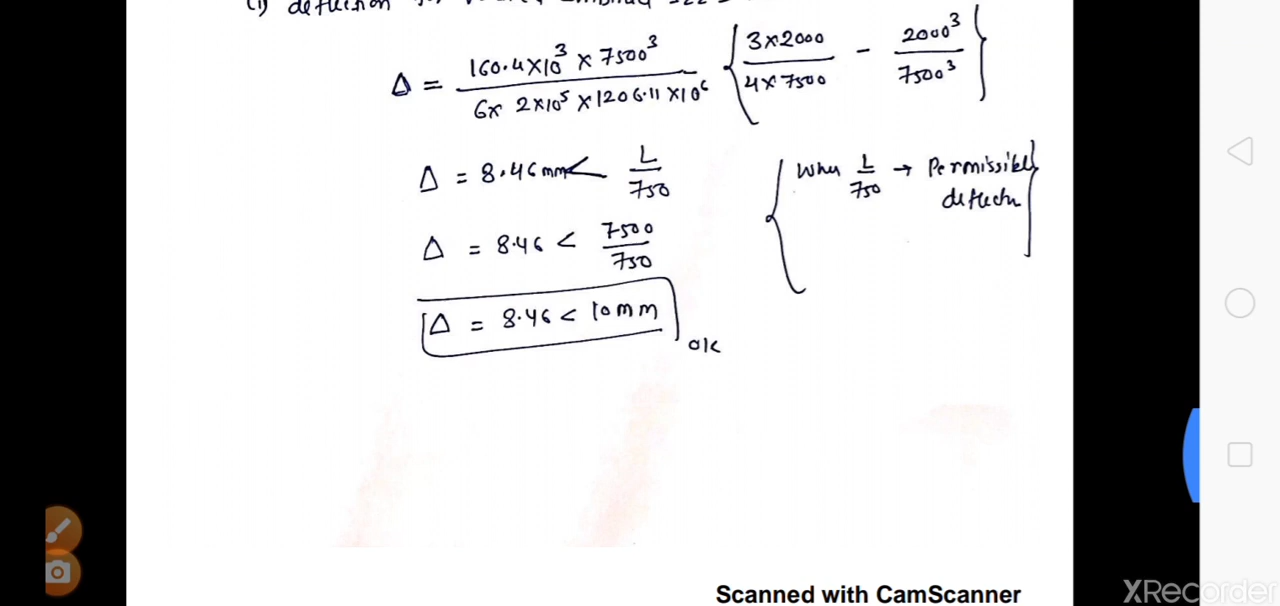 (i) deflection
Δ = 160.4×10³ × 7500³ / 6× 2×10⁵ ×1206.11 ×10⁶ { 3×2000 / 4×7500 − 2000³ / 7500³ }
Δ = 8.46 mm < L/750 { When L/750 → Permissible
deflectn }
Δ = 8.46 < 7500/750
Δ = 8.46 < 10mm
ok
Scanned with CamScanner
XRecorder